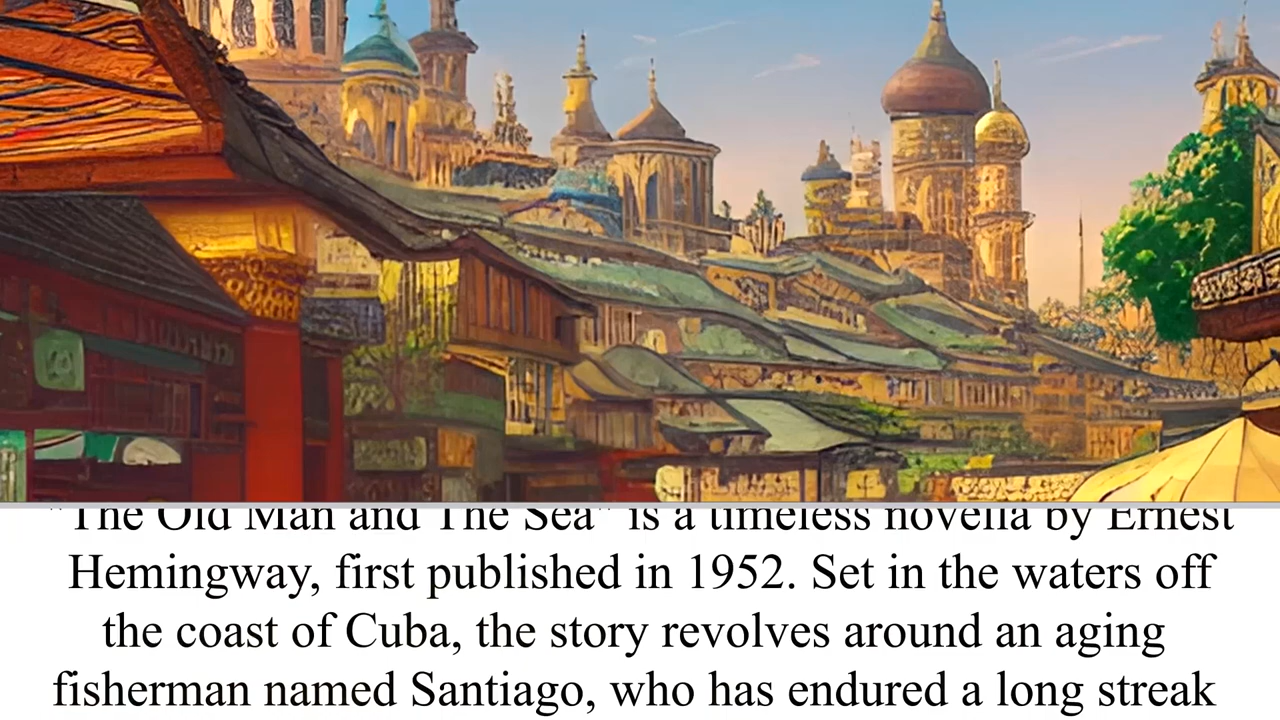 "The Old Man and The Sea" is a timeless novella by Ernest
Hemingway, first published in 1952. Set in the waters off
the coast of Cuba, the story revolves around an aging
fisherman named Santiago, who has endured a long streak